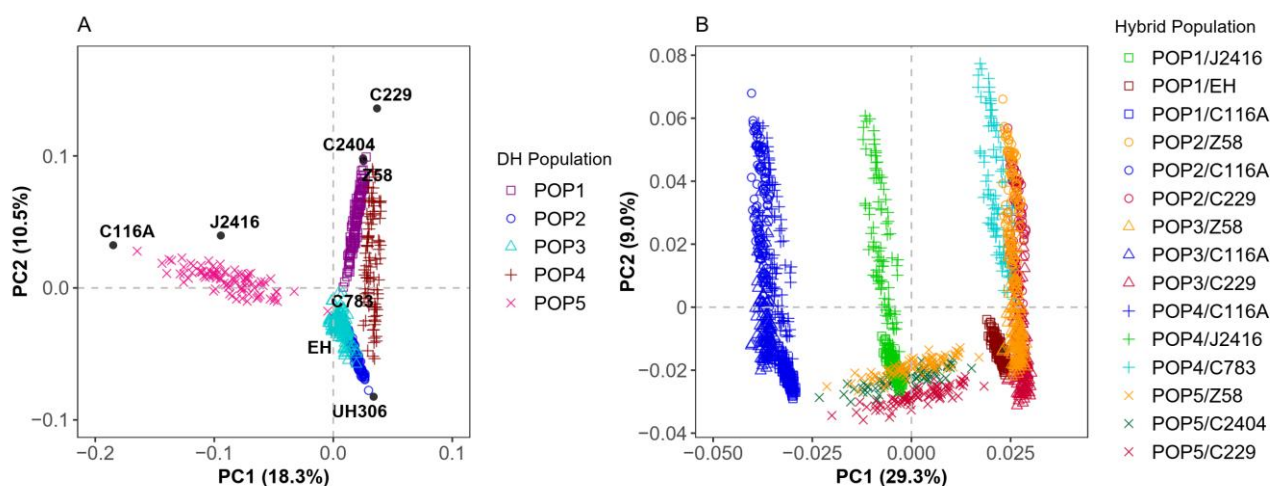 A
PC2 (10.5%)
0.1
0.0
−0.1
C229
C2404
Z58
J2416
C116A
C783
EH
UH306
−0.2
−0.1
0.0
0.1
PC1 (18.3%)
DH Population
POP1
POP2
POP3
POP4
POP5
B
PC2 (9.0%)
0.08
0.06
0.04
0.02
0
−0.02
−0.04
−0.050
−0.025
0.000
0.025
PC1 (29.3%)
Hybrid Population
POP1/J2416
POP1/EH
POP1/C116A
POP2/Z58
POP2/C116A
POP2/C229
POP3/Z58
POP3/C116A
POP3/C229
POP4/C116A
POP4/J2416
POP4/C783
POP5/Z58
POP5/C2404
POP5/C229